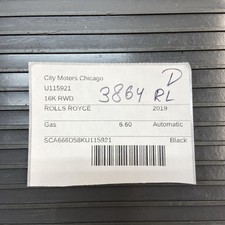 City Motors Chicago
D
U115921
3864 RL
16K RWD
ROLLS ROYCE 2019
Gas 6.60 Automatic
SCA666D58KU115921 Black